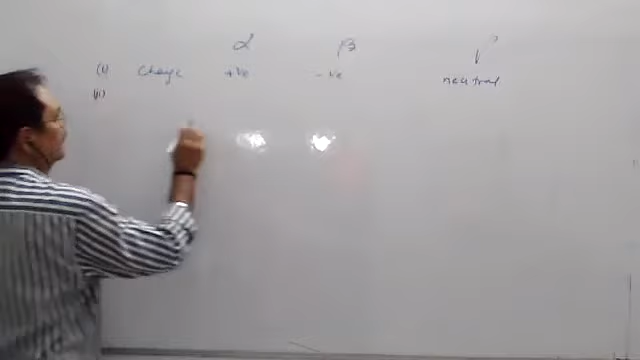 α β γ
(i) charge +ve -ve neutral
(ii)